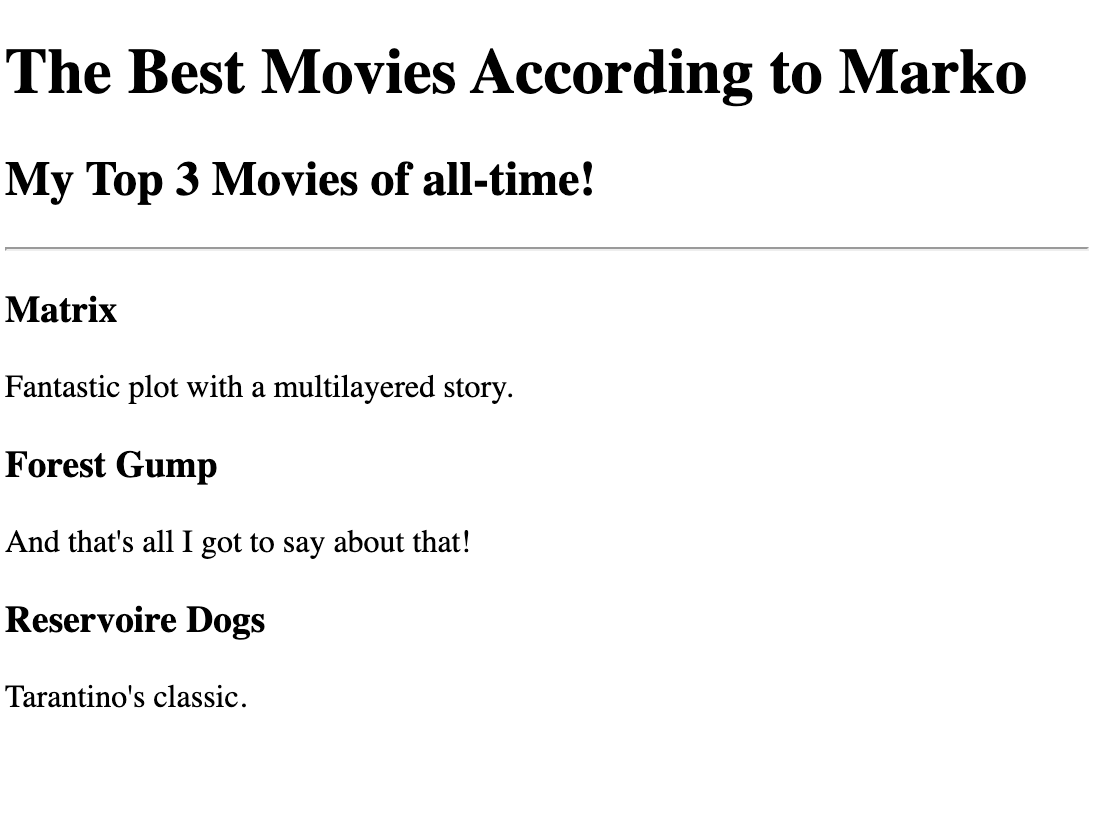 The Best Movies According to Marko
My Top 3 Movies of all-time!
Matrix
Fantastic plot with a multilayered story.
Forest Gump
And that's all I got to say about that!
Reservoire Dogs
Tarantino's classic.